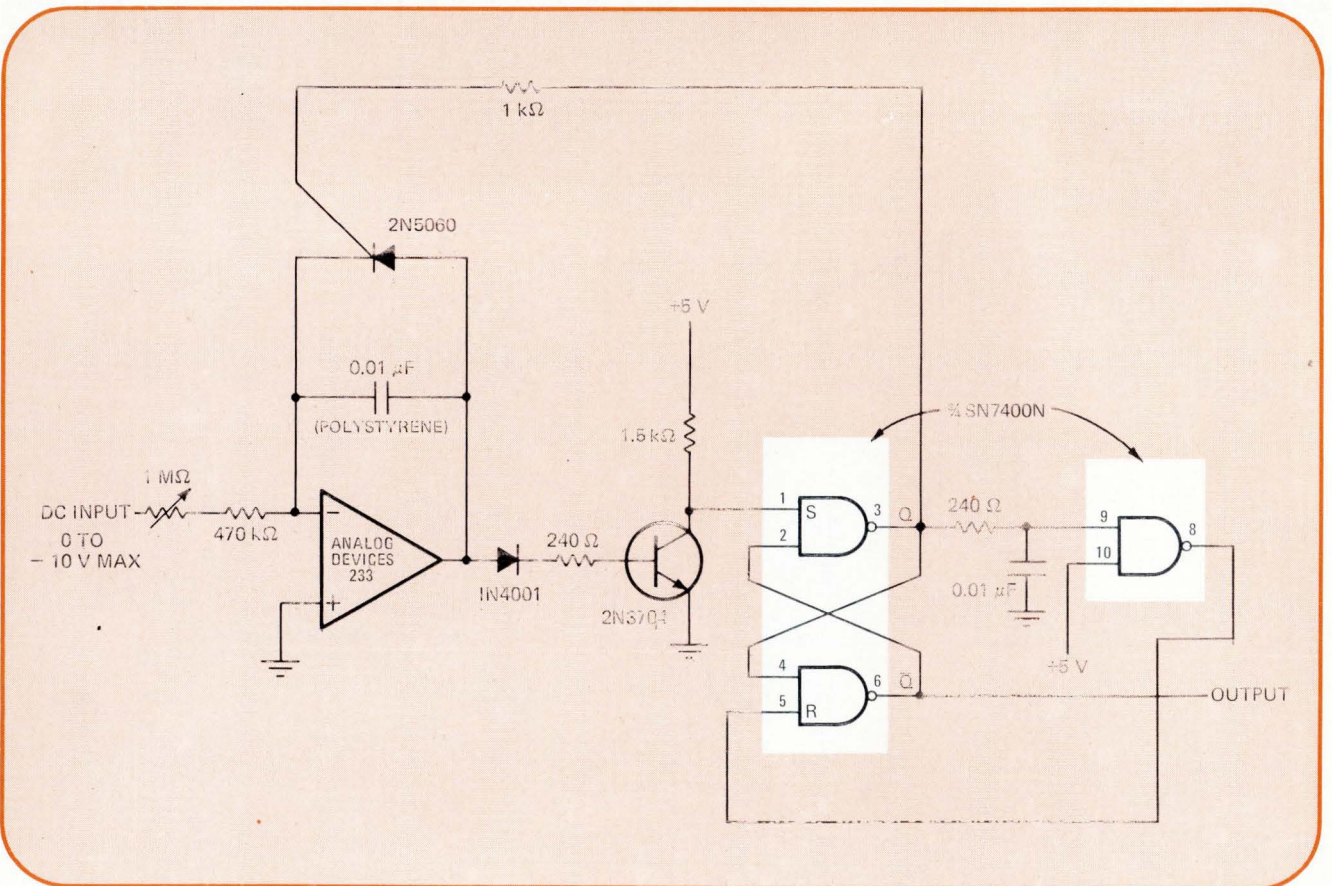 1 kΩ
2N5060
+5 V
0.01 µF
(POLYSTYRENE)
1.5 kΩ
¾ SN7400N
1 MΩ
DC INPUT
0 TO
– 10 V MAX
470 kΩ
–
ANALOG
DEVICES
233
+
IN4001
240 Ω
2N3704
1
S
2
3
Q
240 Ω
0.01 µF
9
10
8
+5 V
4
5
R
6
Q̅
OUTPUT